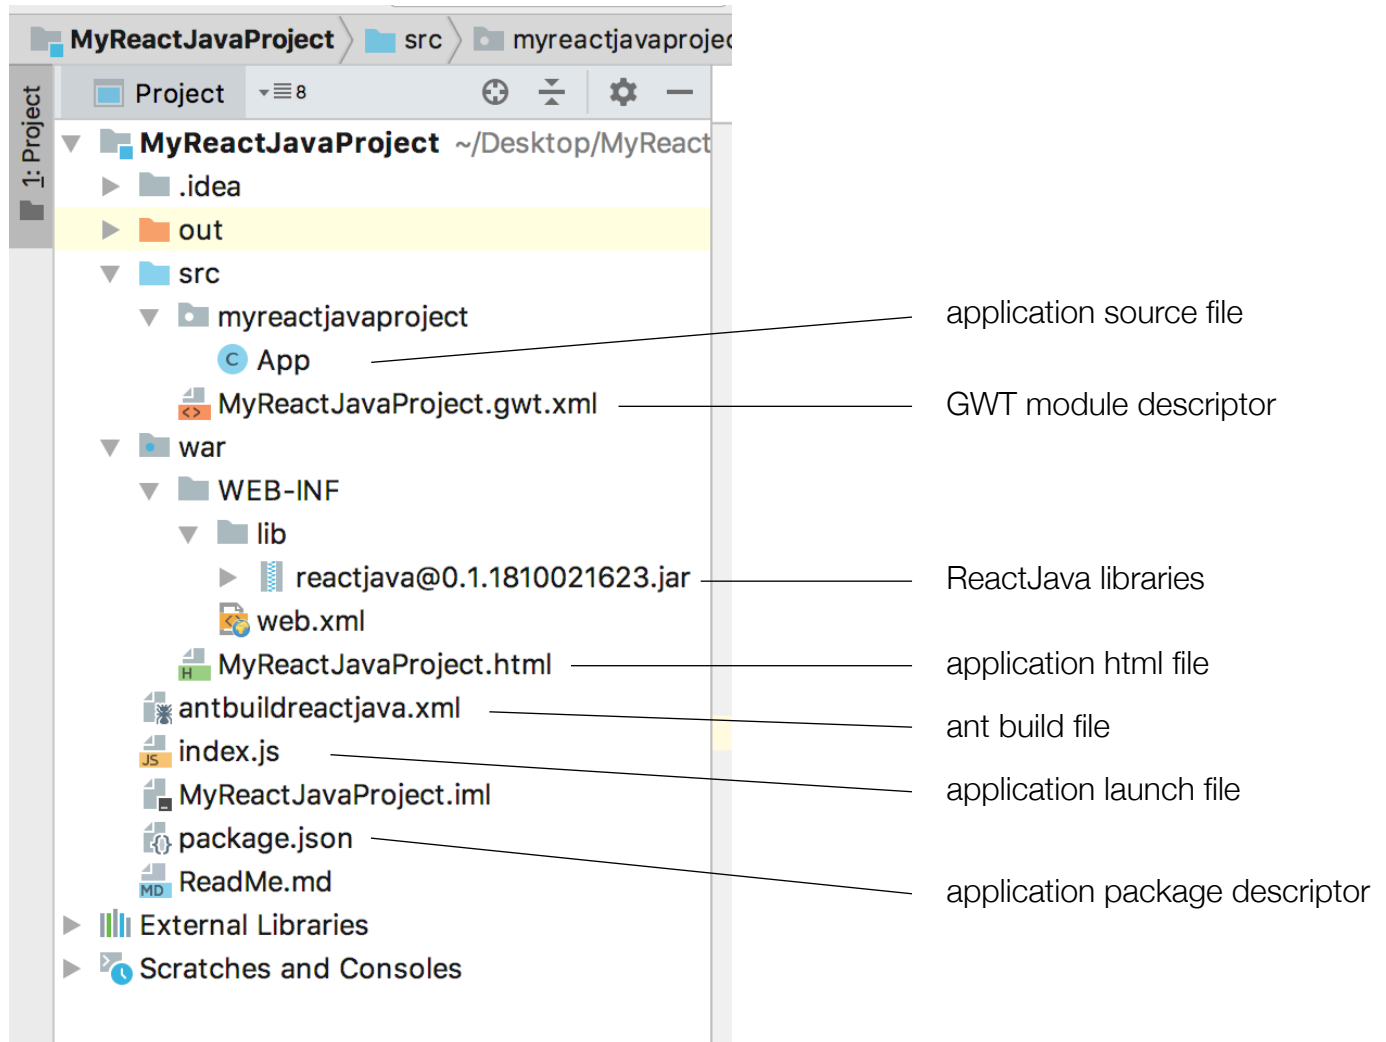 MyReactJavaProject src myreactjavaprojec
1: Project
Project 8
MyReactJavaProject ~/Desktop/MyReact
.idea
out
src
myreactjavaproject
application source file
C App
MyReactJavaProject.gwt.xml
GWT module descriptor
war
WEB-INF
lib
reactjava@0.1.1810021623.jar
ReactJava libraries
web.xml
H MyReactJavaProject.html
application html file
antbuildreactjava.xml
ant build file
JS index.js
application launch file
MyReactJavaProject.iml
package.json
application package descriptor
MD ReadMe.md
External Libraries
Scratches and Consoles